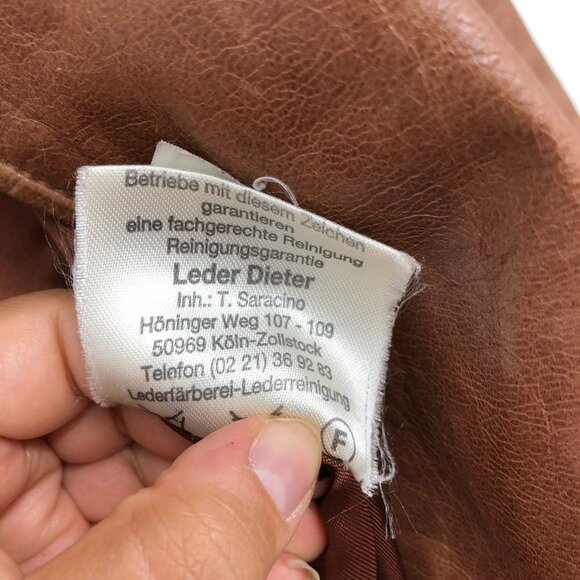 Betriebe mit diesem Zeichen
garantieren
eine fachgerechte Reinigung
Reinigungsgarantie
Leder Dieter
Inh.: T. Saracino
Höninger Weg 107 - 109
50969 Köln-Zollstock
Telefon (02 21) 36 92 83
Lederfärberei-Lederreinigung
F